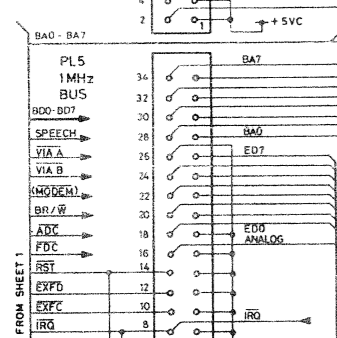 4
2
1
+5VC
BA0 - BA7
PL5
1MHz
BUS
BA7
34
32
BD0-BD7
30
SPEECH
28
BA0
VIA A
26
ED7
VIA B
24
(MODEM)
22
BR/W
20
ADC
18
ED0
ANALOG
FDC
16
RST
14
EXFD
12
EXFC
10
IRQ
8
IRQ
FROM SHEET 1